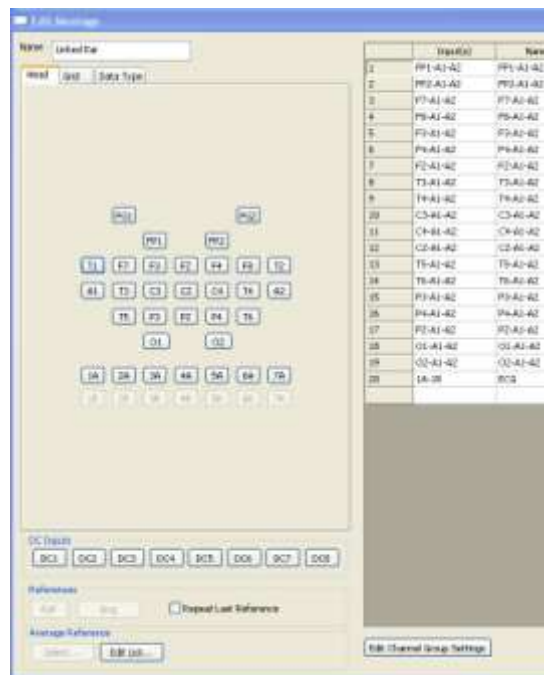 Edit Montage
Name Linked Ear
Head Grid Data Type
PG1 PG2
FP1 FP2
T1 F7 F3 FZ F4 F8 T2
A1 T3 C3 CZ C4 T4 A2
T5 P3 PZ P4 T6
O1 O2
1A 2A 3A 4A 5A 6A 7A
DC Inputs
DC1 DC2 DC3 DC4 DC5 DC6 DC7 DC8
References
Ref Avg Repeat Last Reference
Average Reference
Select... Edit List...
Input(s) Name
1 FP1-A1-A2 FP1-A1-A2
2 FP2-A1-A2 FP2-A1-A2
3 F7-A1-A2 F7-A1-A2
4 F8-A1-A2 F8-A1-A2
5 F3-A1-A2 F3-A1-A2
6 F4-A1-A2 F4-A1-A2
7 FZ-A1-A2 FZ-A1-A2
8 T3-A1-A2 T3-A1-A2
9 T4-A1-A2 T4-A1-A2
10 C3-A1-A2 C3-A1-A2
11 C4-A1-A2 C4-A1-A2
12 CZ-A1-A2 CZ-A1-A2
13 T5-A1-A2 T5-A1-A2
14 T6-A1-A2 T6-A1-A2
15 P3-A1-A2 P3-A1-A2
16 P4-A1-A2 P4-A1-A2
17 PZ-A1-A2 PZ-A1-A2
18 O1-A1-A2 O1-A1-A2
19 O2-A1-A2 O2-A1-A2
20 1A-1B ECG
Edit Channel Group Settings